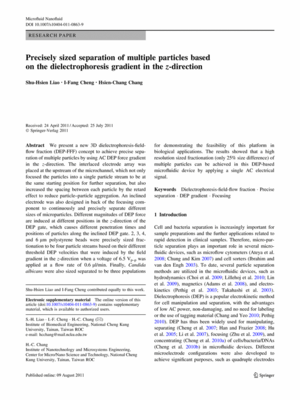 Microfluid Nanofluid
DOI 10.1007/s10404-011-0863-9
RESEARCH PAPER
Precisely sized separation of multiple particles based
on the dielectrophoresis gradient in the z-direction
Shu-Hsien Liao · I-Fang Cheng · Hsien-Chang Chang
Received: 24 April 2011 / Accepted: 25 July 2011
© Springer-Verlag 2011
Abstract We present a new 3D dielectrophoresis-field-
flow fraction (DEP-FFF) concept to achieve precise sepa-
ration of multiple particles by using AC DEP force gradient
in the z-direction. The interlaced electrode array was
placed at the upstream of the microchannel, which not only
focused the particles into a single particle stream to be at
the same starting position for further separation, but also
increased the spacing between each particle by the retard
effect to reduce particle–particle aggregation. An inclined
electrode was also designed in back of the focusing com-
ponent to continuously and precisely separate different
sizes of microparticles. Different magnitudes of DEP force
are induced at different positions in the z-direction of the
DEP gate, which causes different penetration times and
positions of particles along the inclined DEP gate. 2, 3, 4,
and 6 μm polystyrene beads were precisely sized frac-
tionation to be four particle streams based on their different
threshold DEP velocities that were induced by the field
gradient in the z-direction when a voltage of 6.5 Vp-p was
applied at a flow rate of 0.6 μl/min. Finally, Candida
albicans were also sized separated to three populations
for demonstrating the feasibility of this platform in
biological applications. The results showed that a high
resolution sized fractionation (only 25% size difference) of
multiple particles can be achieved in this DEP-based
microfluidic device by applying a single AC electrical
signal.
Keywords Dielectrophoresis-field-flow fraction · Precise
separation · DEP gradient · Focusing
1 Introduction
Cell and bacteria separation is increasingly important for
sample preparations and the further applications related to
rapid detection in clinical samples. Therefore, micro-par-
ticle separation plays an important role in several micro-
fluidic devices, such as microflow cytometers (Ateya et al.
2008; Chung and Kim 2007) and cell sorters (Ibrahim and
van den Engh 2003). To date, several particle separation
methods are utilized in the microfluidic devices, such as
hydrodynamics (Choi et al. 2009; Lillehoj et al. 2010; Liu
et al. 2009), magnetics (Adams et al. 2008), and electro-
kinetics (Pethig et al. 2003; Takahashi et al. 2003).
Dielectrophoresis (DEP) is a popular electrokinetic method
for cell manipulation and separation, with the advantages
of low AC power, non-damaging, and no need for labeling
or the use of tagging material (Chang and Yeo 2010; Pethig
2010). DEP has been widely used for manipulating,
separating (Cheng et al. 2007; Han and Frazier 2008; Hu
et al. 2005; Li et al. 2007), focusing (Zhu et al. 2009), and
concentrating (Cheng et al. 2010a) of cells/bacteria/DNAs
(Cheng et al. 2010b) in microfluidic devices. Different
microelectrode configurations were also developed to
achieve significant purposes, such as quadruple electrodes
Shu-Hsien Liao and I-Fang Cheng contributed equally to this work.
Electronic supplementary material The online version of this
article (doi:10.1007/s10404-011-0863-9) contains supplementary
material, which is available to authorized users.
S.-H. Liao · I.-F. Cheng · H.-C. Chang
Institute of Biomedical Engineering, National Cheng Kung
University, Tainan, Taiwan ROC
H.-C. Chang
Institute of Nanotechnology and Microsystems Engineering,
Center for Micro/Nano Science and Technology, National Cheng
Kung University, Tainan, Taiwan ROC
Published online: 09 August 2011